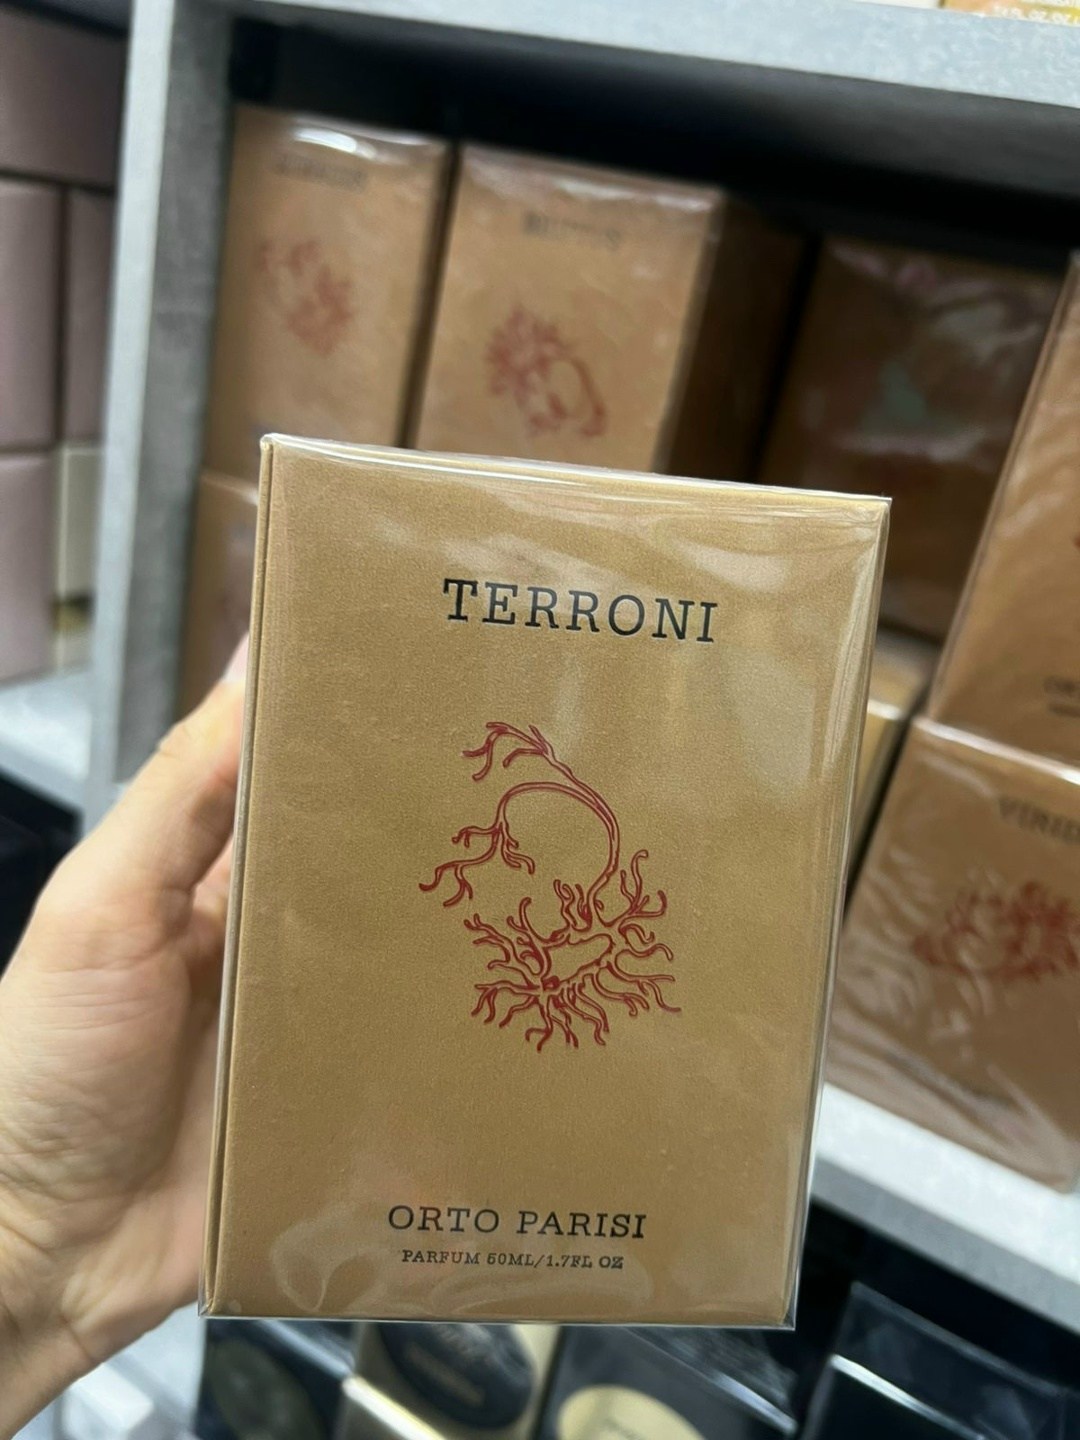 TERRONI
ORTO PARISI
PARFUM 50ML/1.7FL OZ